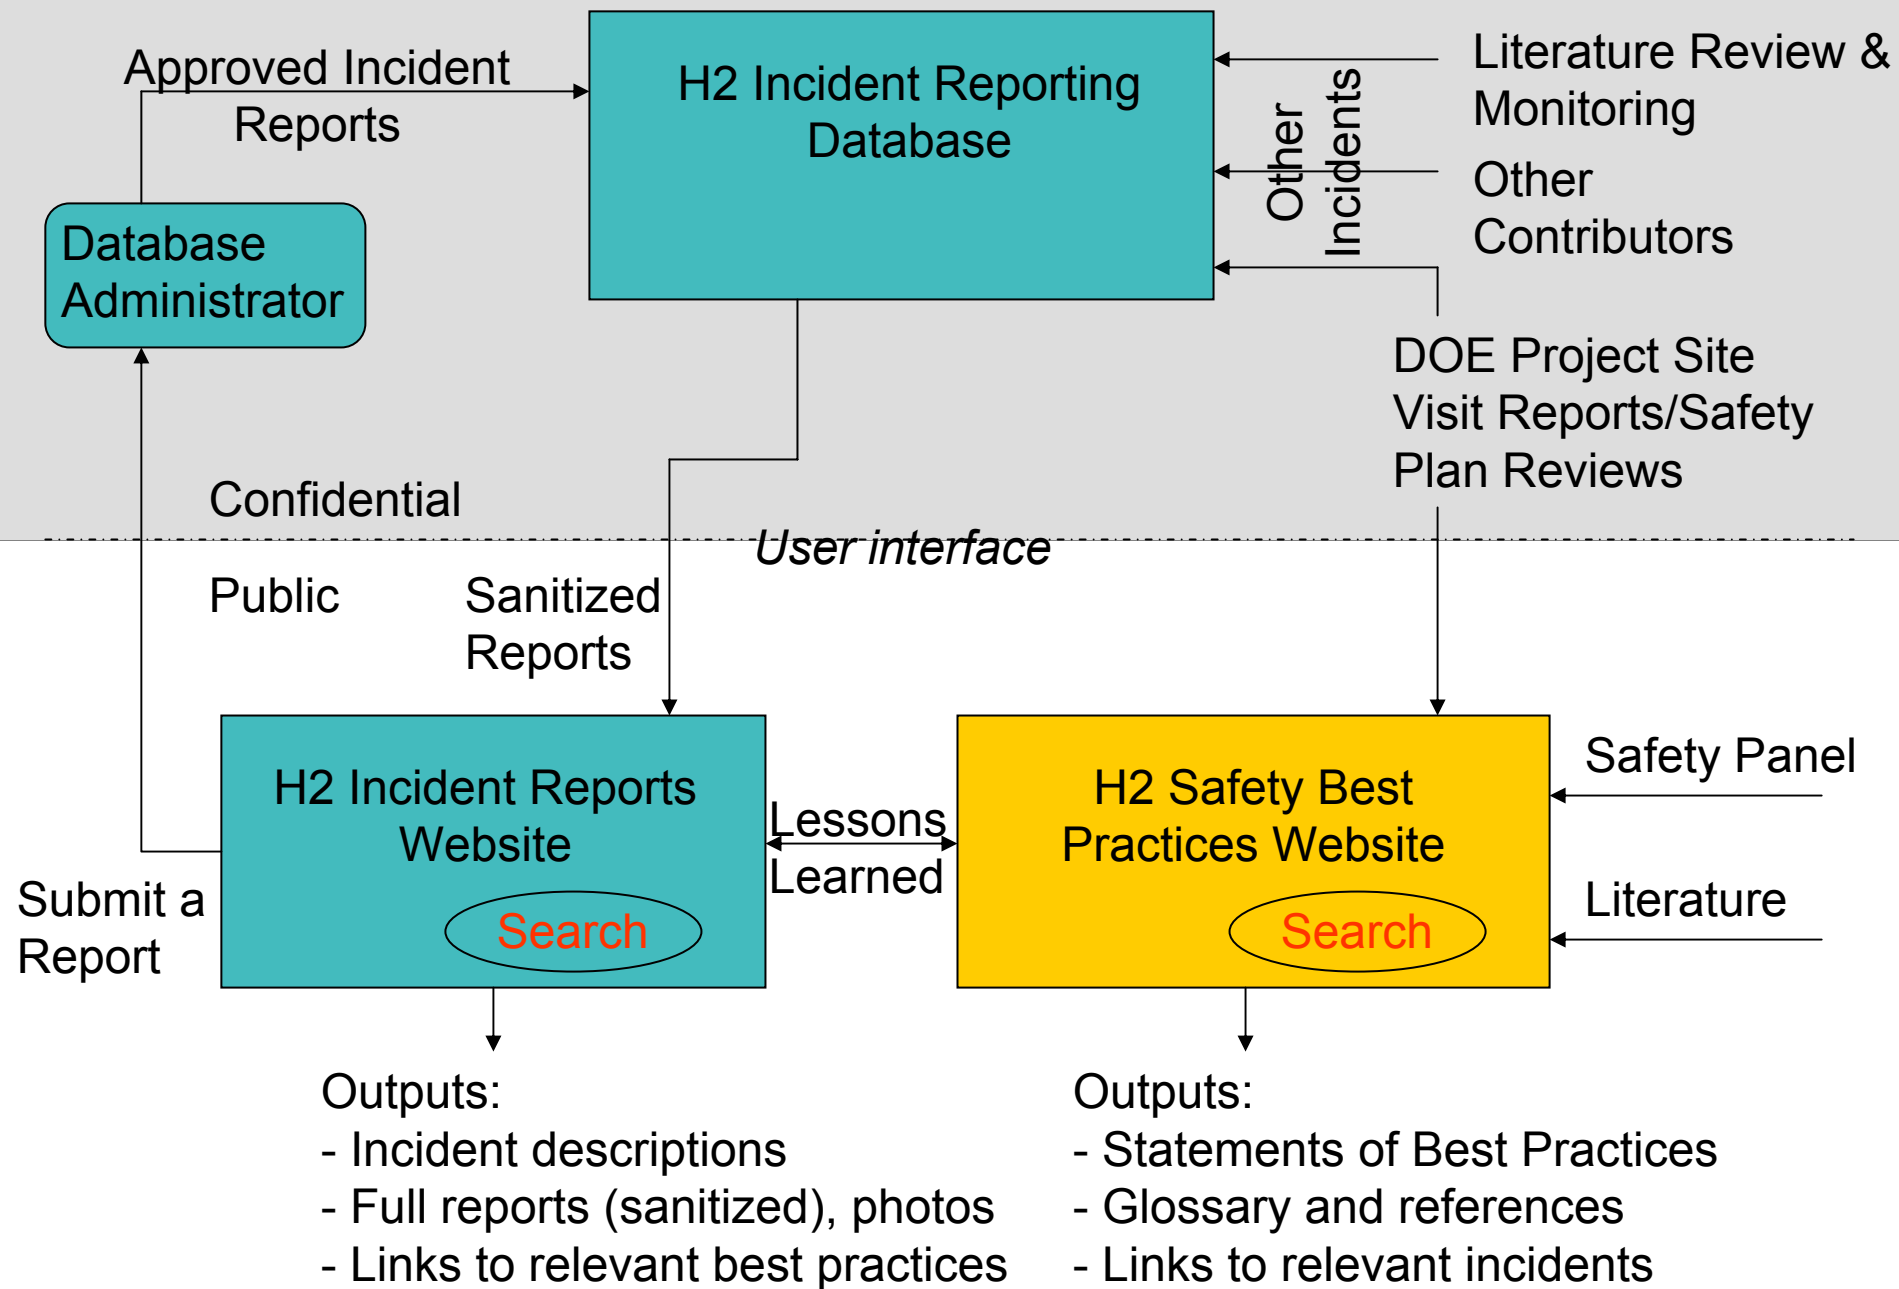 Approved Incident
Reports
H2 Incident Reporting
Database
Other
Incidents
Literature Review &
Monitoring
Other
Contributors
Database
Administrator
DOE Project Site
Visit Reports/Safety
Plan Reviews
Confidential
User interface
Public
Sanitized
Reports
H2 Incident Reports
Website
Search
Lessons
Learned
H2 Safety Best
Practices Website
Search
Safety Panel
Literature
Submit a
Report
Outputs:
- Incident descriptions
- Full reports (sanitized), photos
- Links to relevant best practices
Outputs:
- Statements of Best Practices
- Glossary and references
- Links to relevant incidents